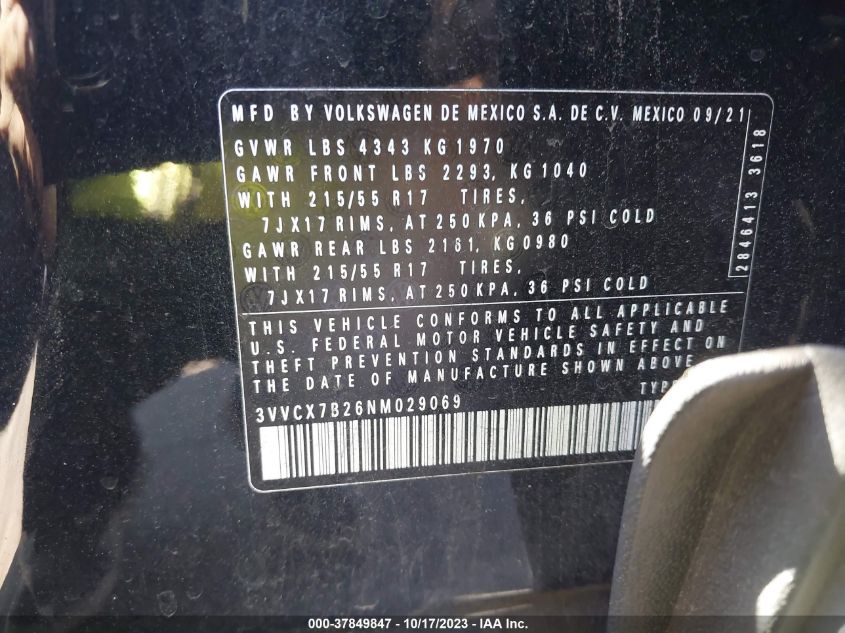 MFD BY VOLKSWAGEN DE MEXICO S.A. DE C.V. MEXICO 09/21
GVWR LBS 4343 KG 1970
GAWR FRONT LBS 2293, KG 1040
WITH 215/55 R17 TIRES,
7JX17 RIMS, AT 250 KPA, 36 PSI COLD
GAWR REAR LBS 2161, KG 0980
WITH 215/55 R17 TIRES,
7JX17 RIMS, AT 250 KPA, 36 PSI COLD
2846413 3618
THIS VEHICLE CONFORMS TO ALL APPLICABLE
U.S. FEDERAL MOTOR VEHICLE SAFETY AND
THEFT PREVENTION STANDARDS IN EFFECT ON
THE DATE OF MANUFACTURE SHOWN ABOVE
3VVCX7B26NM029069
000-37849847 - 10/17/2023 - IAA Inc.